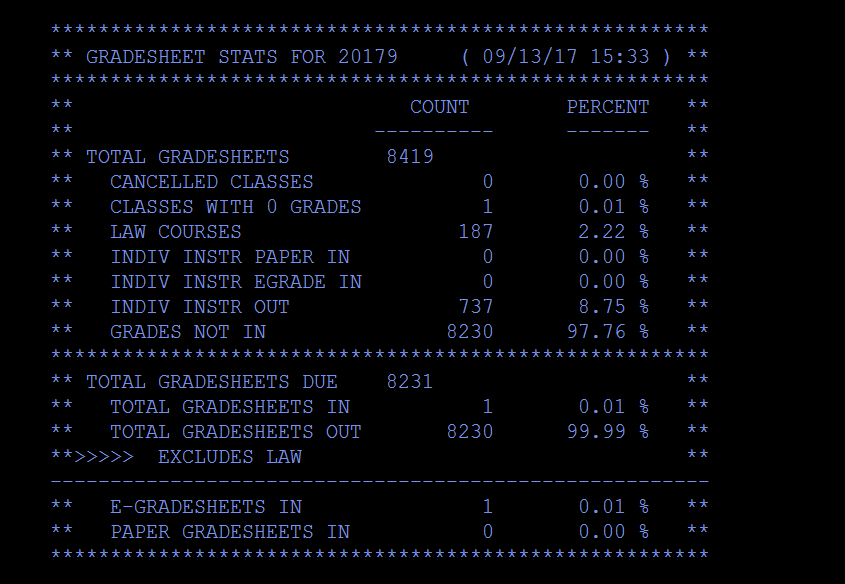 *******************************************************
** GRADESHEET STATS FOR 20179     ( 09/13/17 15:33 ) **
*******************************************************
**                            COUNT        PERCENT   **
**                         ----------      -------   **
** TOTAL GRADESHEETS        8419                     **
**   CANCELLED CLASSES              0       0.00 %   **
**   CLASSES WITH 0 GRADES          1       0.01 %   **
**   LAW COURSES                  187       2.22 %   **
**   INDIV INSTR PAPER IN           0       0.00 %   **
**   INDIV INSTR EGRADE IN          0       0.00 %   **
**   INDIV INSTR OUT              737       8.75 %   **
**   GRADES NOT IN               8230      97.76 %   **
*******************************************************
** TOTAL GRADESHEETS DUE    8231                     **
**   TOTAL GRADESHEETS IN           1       0.01 %   **
**   TOTAL GRADESHEETS OUT       8230      99.99 %   **
**>>>>>  EXCLUDES LAW                                **
-------------------------------------------------------
**   E-GRADESHEETS IN               1       0.01 %   **
**   PAPER GRADESHEETS IN           0       0.00 %   **
*******************************************************